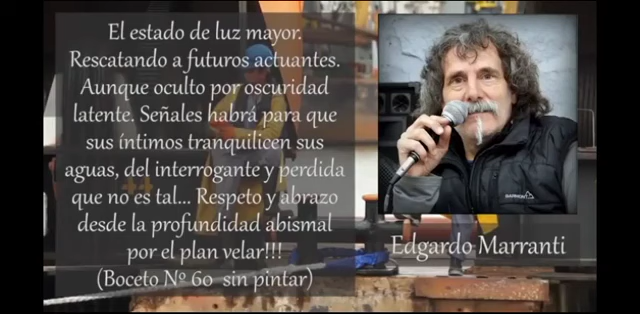 El estado de luz mayor.
Rescatando a futuros actuantes.
Aunque oculto por oscuridad
latente. Señales habrá para que
sus íntimos tranquilicen sus
aguas, del interrogante y perdida
que no es tal... Respeto y abrazo
desde la profundidad abismal
por el plan velar!!!
(Boceto Nº 60 sin pintar)
Edgardo Marranti